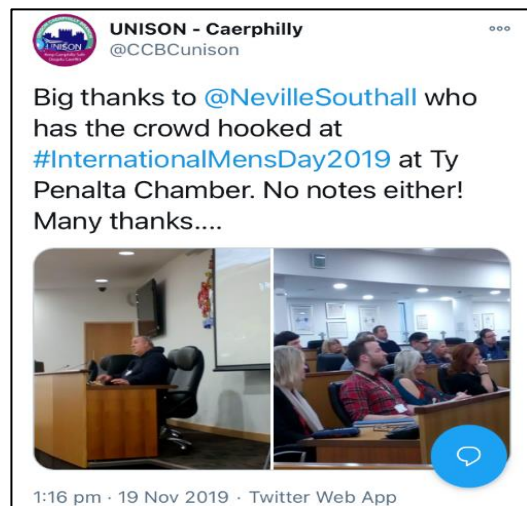 UNISON - Caerphilly
@CCBCunison
UNISON
Big thanks to @NevilleSouthall who
has the crowd hooked at
#InternationalMensDay2019 at Ty
Penalta Chamber. No notes either!
Many thanks....
1:16 pm · 19 Nov 2019 · Twitter Web App